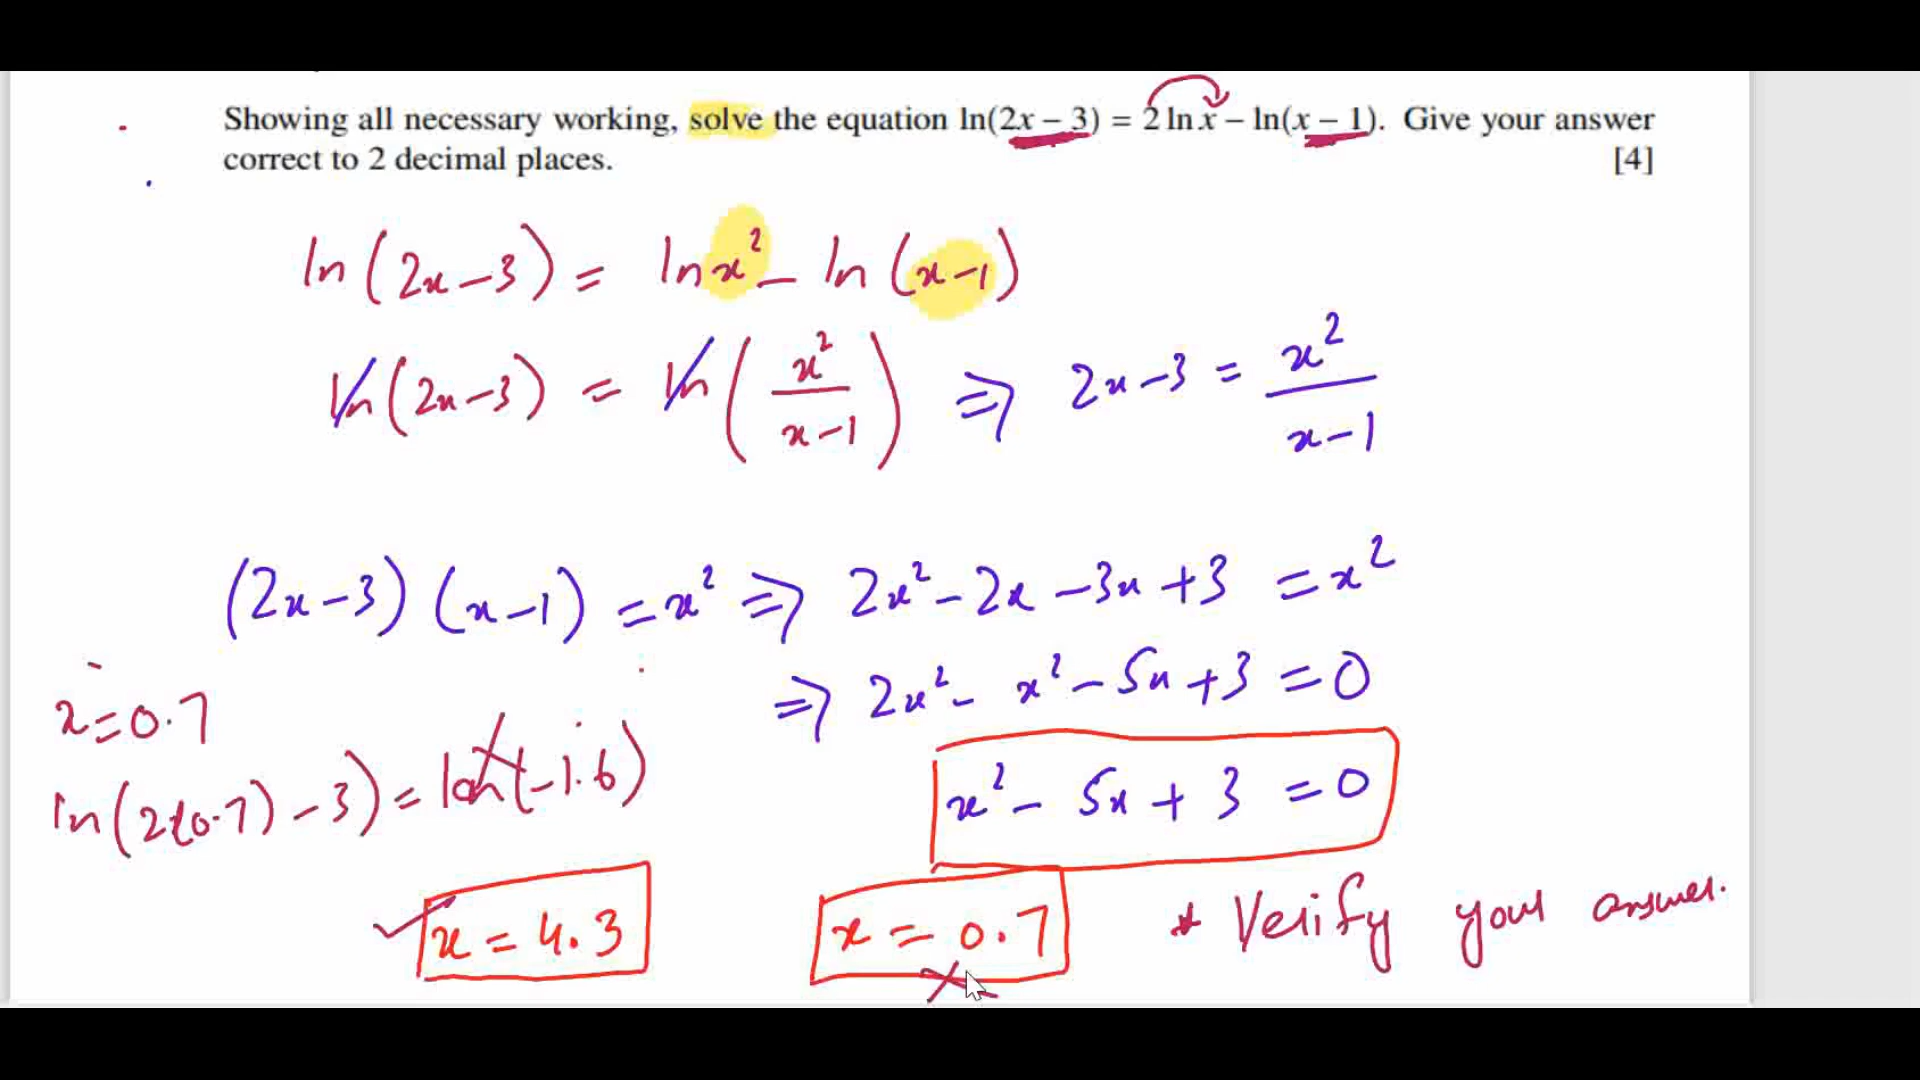 Showing all necessary working, solve the equation ln(2x − 3) = 2 ln x − ln(x − 1). Give your answer
correct to 2 decimal places. [4]
ln(2x−3) = ln x² − ln(x−1)
ln(2x−3) = ln(x²/(x−1)) ⇒ 2x−3 = x²/(x−1)
(2x−3)(x−1) = x² ⇒ 2x² − 2x − 3x + 3 = x²
⇒ 2x² − x² − 5x + 3 = 0
x = 0.7
ln(2(0.7) − 3) = ln(−1.6)
x² − 5x + 3 = 0
x = 4.3
x = 0.7
* Verify your answer.